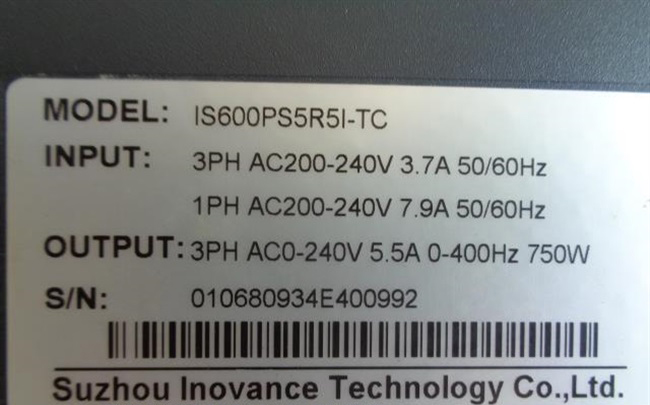 MODEL: IS600PS5R5I-TC
INPUT: 3PH AC200-240V 3.7A 50/60Hz
1PH AC200-240V 7.9A 50/60Hz
OUTPUT: 3PH AC0-240V 5.5A 0-400Hz 750W
S/N: 010680934E400992
Suzhou Inovance Technology Co.,Ltd.